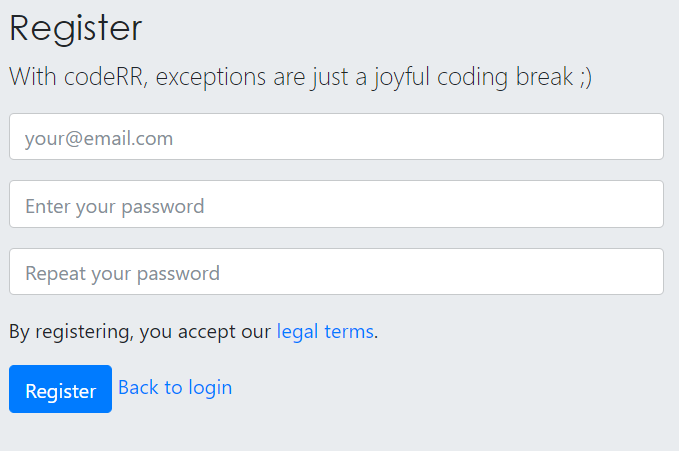 Register
With codeRR, exceptions are just a joyful coding break ;)
your@email.com
Enter your password
Repeat your password
By registering, you accept our legal terms.
Register Back to login